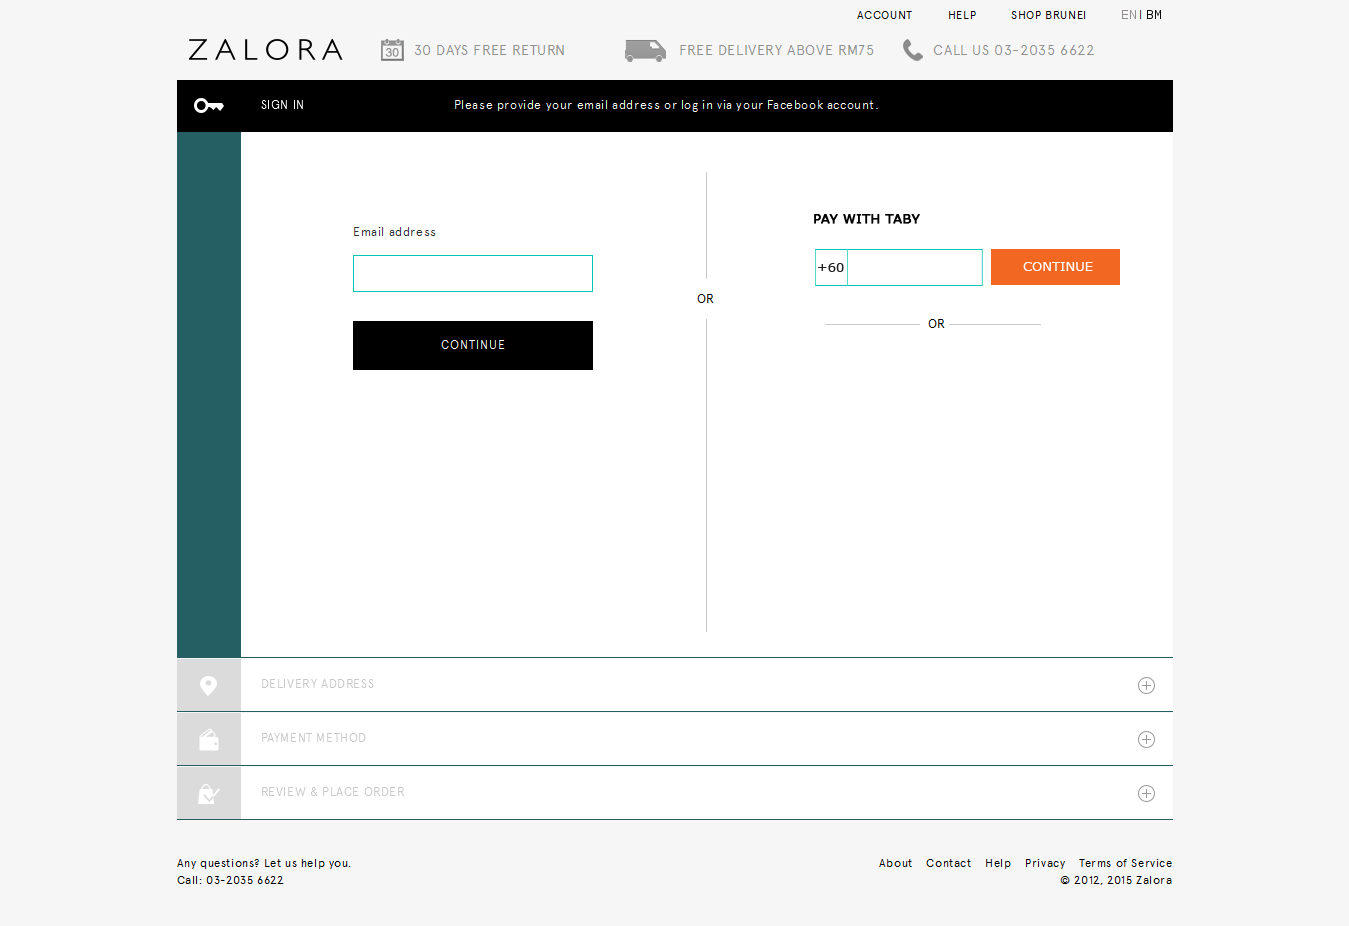 ACCOUNT HELP SHOP BRUNEI EN | BM
ZALORA 30 30 DAYS FREE RETURN FREE DELIVERY ABOVE RM75 CALL US 03-2035 6622
SIGN IN Please provide your email address or log in via your Facebook account.
PAY WITH TABY
Email address
+60 CONTINUE
OR
OR
CONTINUE
DELIVERY ADDRESS
PAYMENT METHOD
REVIEW & PLACE ORDER
Any questions? Let us help you. About Contact Help Privacy Terms of Service
Call: 03-2035 6622 © 2012, 2015 Zalora